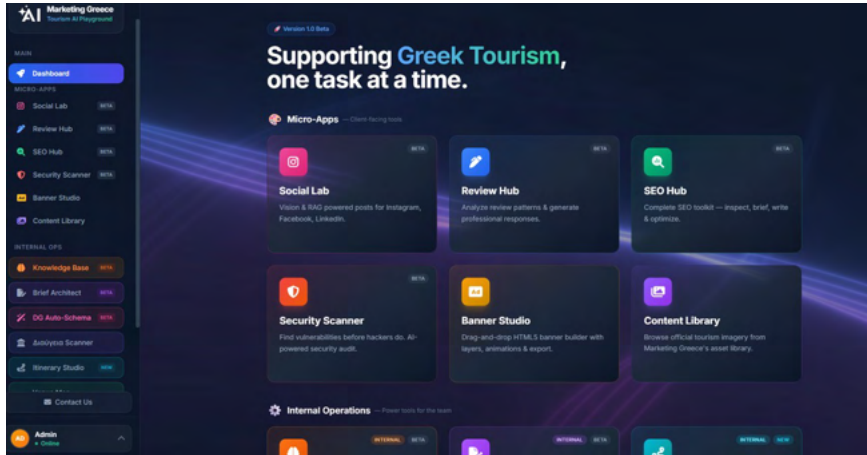 AI Marketing Greece
Tourism AI Playground
MAIN
Dashboard
MICRO-APPS
Social Lab BETA
Review Hub BETA
SEO Hub BETA
Security Scanner BETA
Banner Studio
Content Library
INTERNAL OPS
Knowledge Base BETA
Brief Architect BETA
DG Auto-Schema BETA
Διαύγεια Scanner
Itinerary Studio NEW
Contact Us
AD Admin
Online
Version 1.0 Beta
Supporting Greek Tourism,
one task at a time.
Micro-Apps — Client-facing tools
BETA
Social Lab
Vision & RAG powered posts for Instagram,
Facebook, LinkedIn.
BETA
Review Hub
Analyze review patterns & generate
professional responses.
BETA
SEO Hub
Complete SEO toolkit — inspect, brief, write
& optimize.
BETA
Security Scanner
Find vulnerabilities before hackers do. AI-
powered security audit.
Ad
Banner Studio
Drag-and-drop HTML5 banner builder with
layers, animations & export.
Content Library
Browse official tourism imagery from
Marketing Greece's asset library.
Internal Operations — Power tools for the team
INTERNAL BETA
INTERNAL BETA
INTERNAL NEW